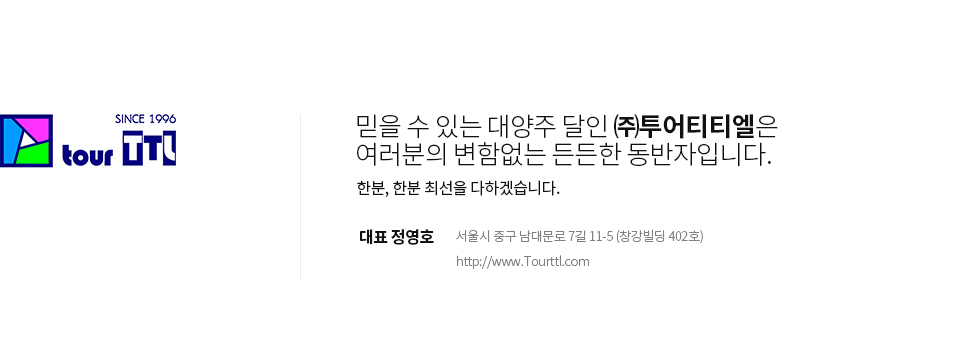 SINCE 1996
tour TTL
믿을 수 있는 대양주 달인 ㈜투어티티엘은
여러분의 변함없는 든든한 동반자입니다.
한분, 한분 최선을 다하겠습니다.
대표 정영호 서울시 중구 남대문로 7길 11-5 (창강빌딩 402호)
http://www.Tourttl.com